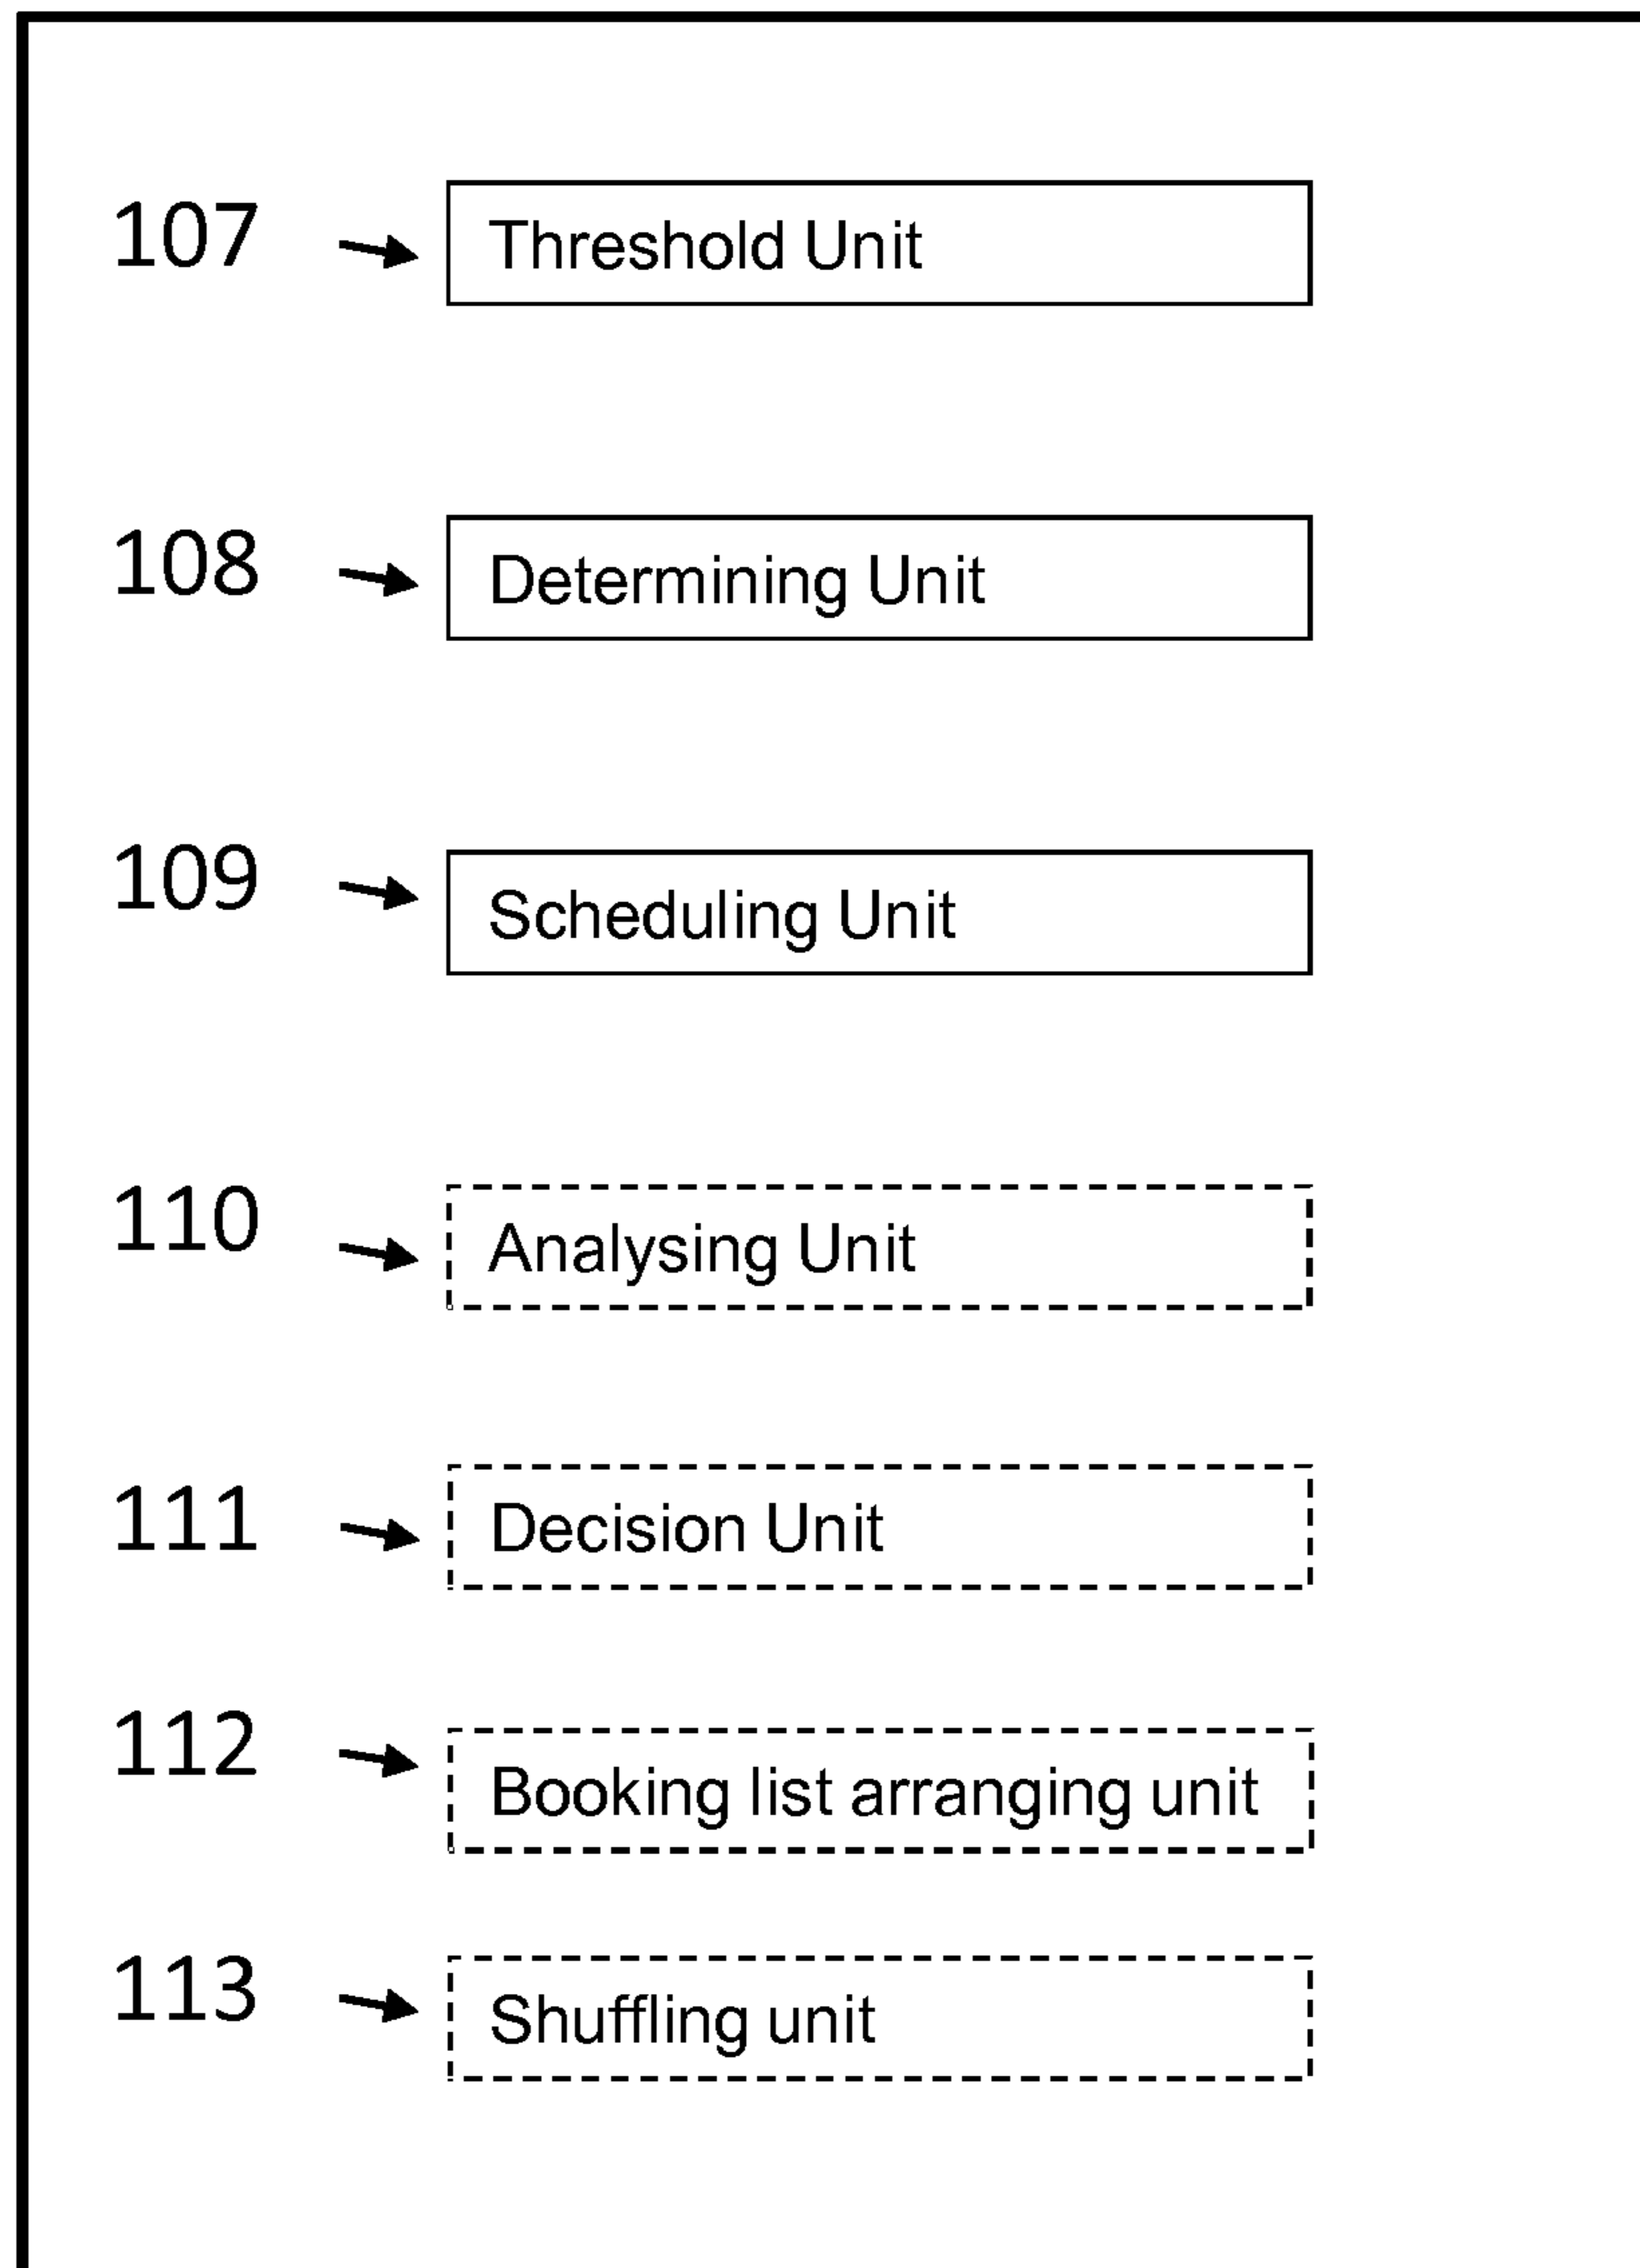 107 Threshold Unit
108 Determining Unit
109 Scheduling Unit
110 Analysing Unit
111 Decision Unit
112 Booking list arranging unit
113 Shuffling unit